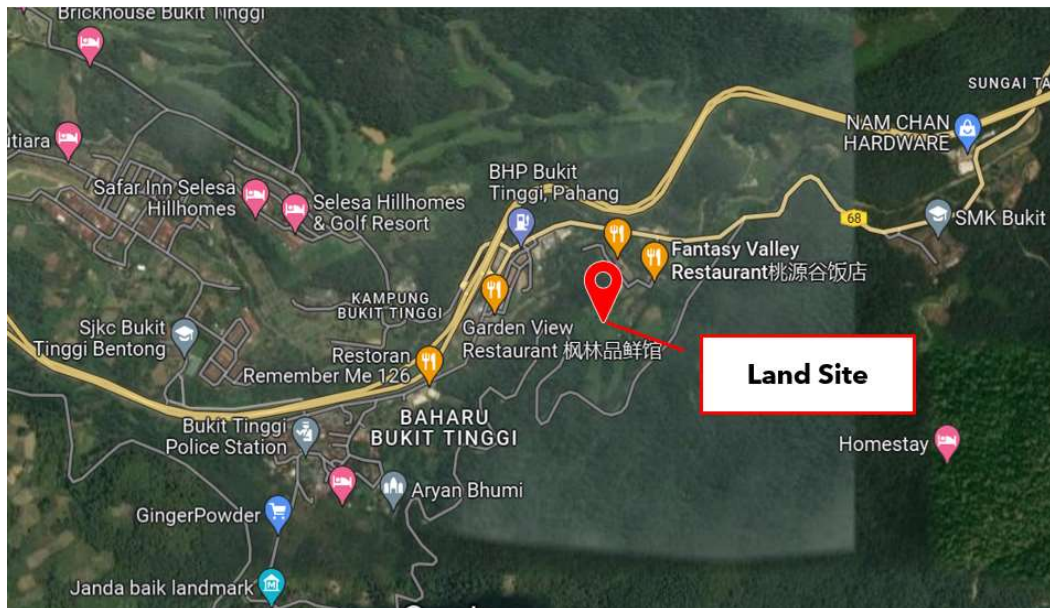 Brickhouse Bukit Tinggi
SUNGAI TA
NAM CHAN
HARDWARE
utiara
BHP Bukit
Tinggi, Pahang
Safar Inn Selesa
Hillhomes
Selesa Hillhomes
& Golf Resort
68
SMK Bukit
Fantasy Valley
Restaurant桃源谷饭店
KAMPUNG
BUKIT TINGGI
Sjkc Bukit
Tinggi Bentong
Garden View
Restaurant 枫林品鲜馆
Restoran
Remember Me 126
Land Site
BAHARU
BUKIT TINGGI
Bukit Tinggi
Police Station
Homestay
Aryan Bhumi
GingerPowder
Janda baik landmark